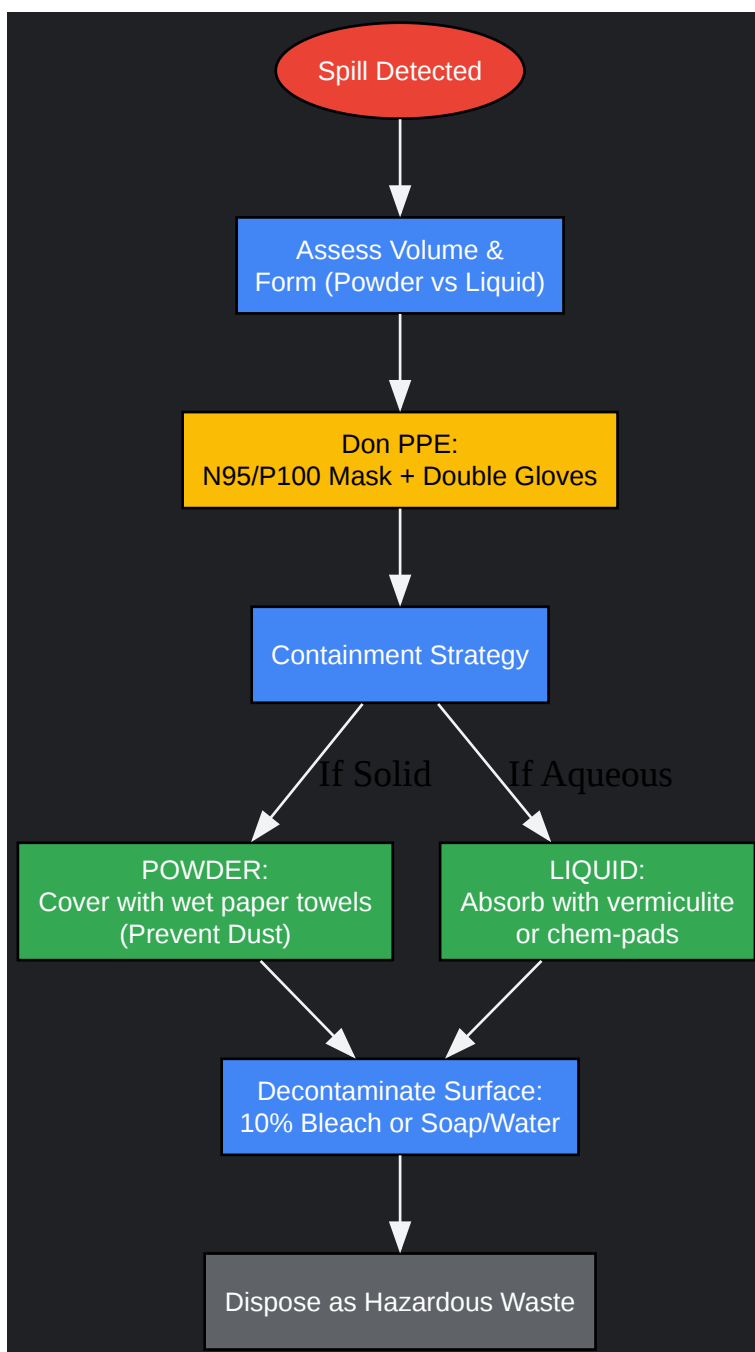 Spill Detected
Assess Volume &
Form (Powder vs Liquid)
Don PPE:
N95/P100 Mask + Double Gloves
Containment Strategy
If Solid
If Aqueous
POWDER:
Cover with wet paper towels
(Prevent Dust)
LIQUID:
Absorb with vermiculite
or chem-pads
Decontaminate Surface:
10% Bleach or Soap/Water
Dispose as Hazardous Waste